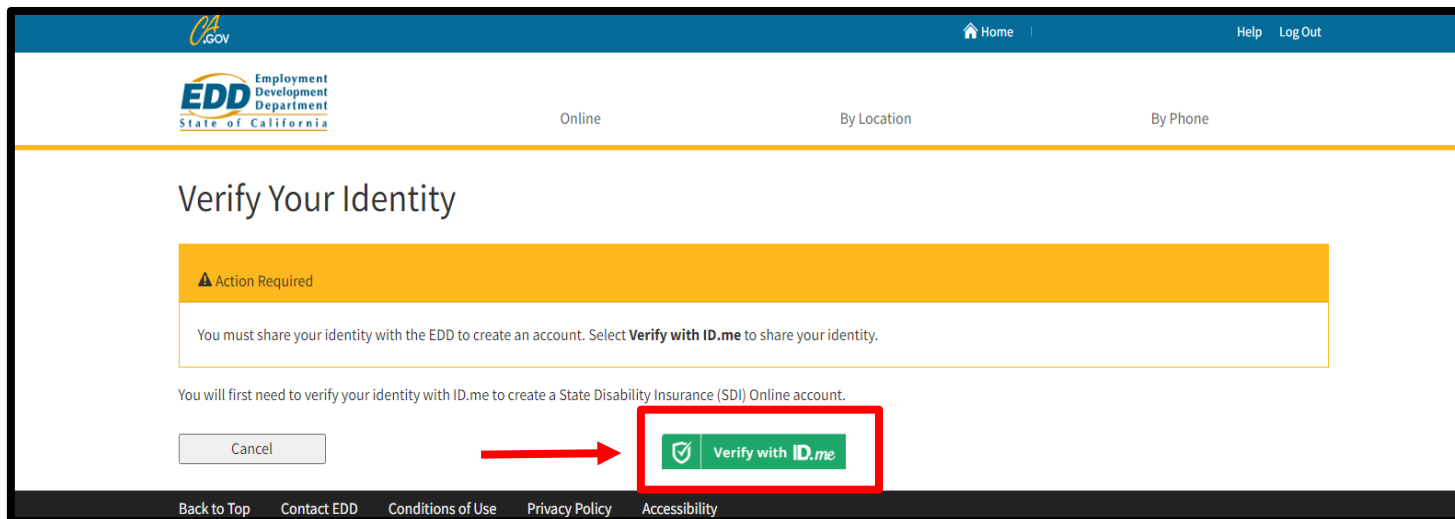 CA.GOV
Home
Help
Log Out
EDD
Employment
Development
Department
State of California
Online
By Location
By Phone
Verify Your Identity
Action Required
You must share your identity with the EDD to create an account. Select Verify with ID.me to share your identity.
You will first need to verify your identity with ID.me to create a State Disability Insurance (SDI) Online account.
Cancel
Verify with ID.me
Back to Top
Contact EDD
Conditions of Use
Privacy Policy
Accessibility